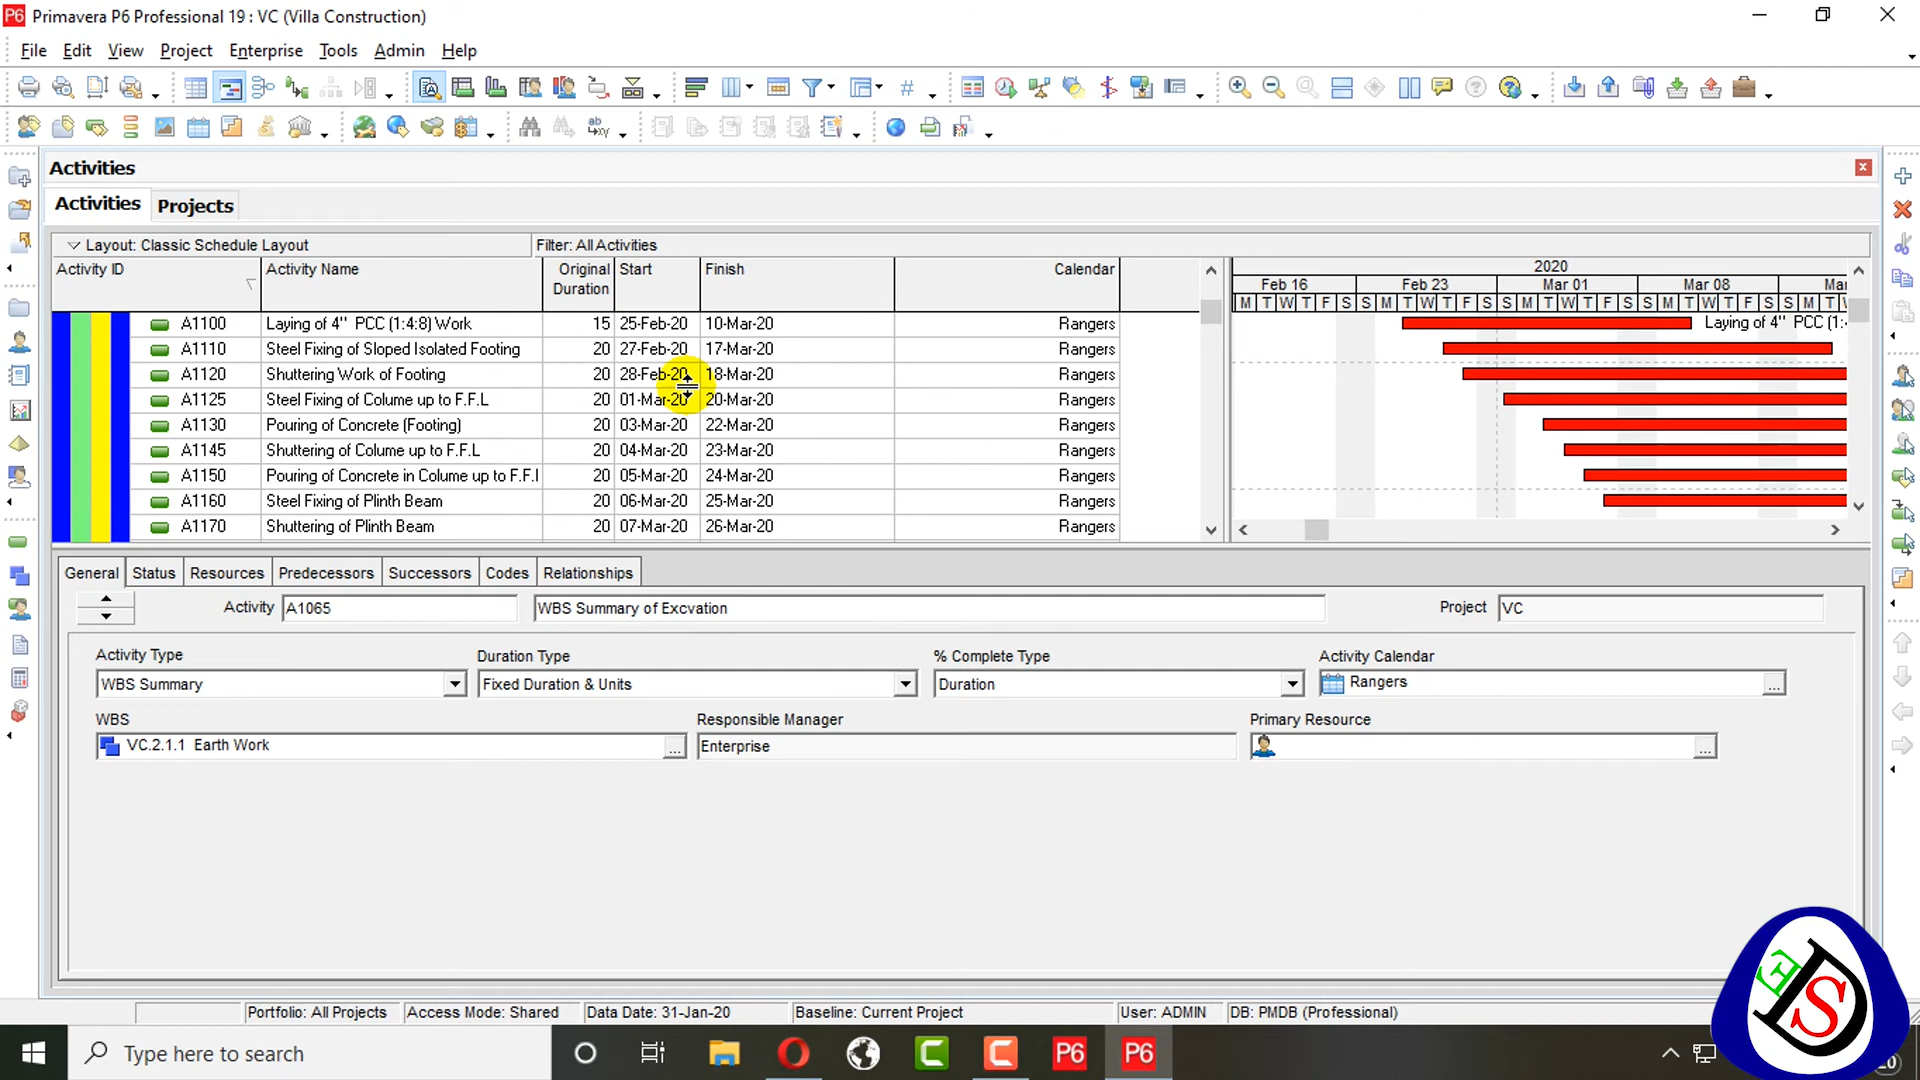 Primavera P6 Professional 19 : VC (Villa Construction)
File Edit View Project Enterprise Tools Admin Help
Activities
Activities Projects
Layout: Classic Schedule Layout Filter: All Activities
Activity ID Activity Name Original Duration Start Finish Calendar
2020
Feb 16 Feb 23 Mar 01 Mar 08 Mar
M T W T F S S M T W T F S S M T W T F S S M T W T F S S M T W
A1100 Laying of 4" PCC (1:4:8) Work 15 25-Feb-20 10-Mar-20 Rangers Laying of 4" PCC (1:
A1110 Steel Fixing of Sloped Isolated Footing 20 27-Feb-20 17-Mar-20 Rangers
A1120 Shuttering Work of Footing 20 28-Feb-20 18-Mar-20 Rangers
A1125 Steel Fixing of Colume up to F.F.L 20 01-Mar-20 20-Mar-20 Rangers
A1130 Pouring of Concrete (Footing) 20 03-Mar-20 22-Mar-20 Rangers
A1145 Shuttering of Colume up to F.F.L 20 04-Mar-20 23-Mar-20 Rangers
A1150 Pouring of Concrete in Colume up to F.F.I 20 05-Mar-20 24-Mar-20 Rangers
A1160 Steel Fixing of Plinth Beam 20 06-Mar-20 25-Mar-20 Rangers
A1170 Shuttering of Plinth Beam 20 07-Mar-20 26-Mar-20 Rangers
General Status Resources Predecessors Successors Codes Relationships
Activity A1065 WBS Summary of Excvation Project VC
Activity Type Duration Type % Complete Type Activity Calendar
WBS Summary Fixed Duration & Units Duration Rangers
WBS Responsible Manager Primary Resource
VC.2.1.1 Earth Work Enterprise
Portfolio: All Projects Access Mode: Shared Data Date: 31-Jan-20 Baseline: Current Project User: ADMIN DB: PMDB (Professional)
Type here to search